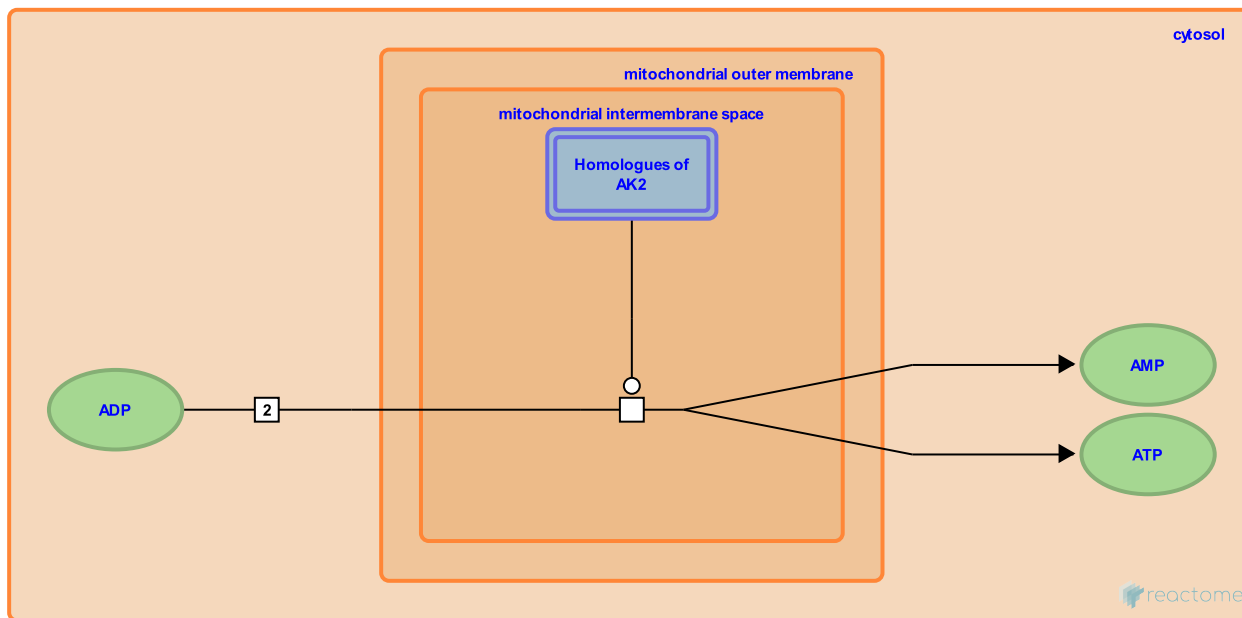 cytosol
mitochondrial outer membrane
mitochondrial intermembrane space
Homologues of
AK2
AMP
ADP
2
ATP
reactome